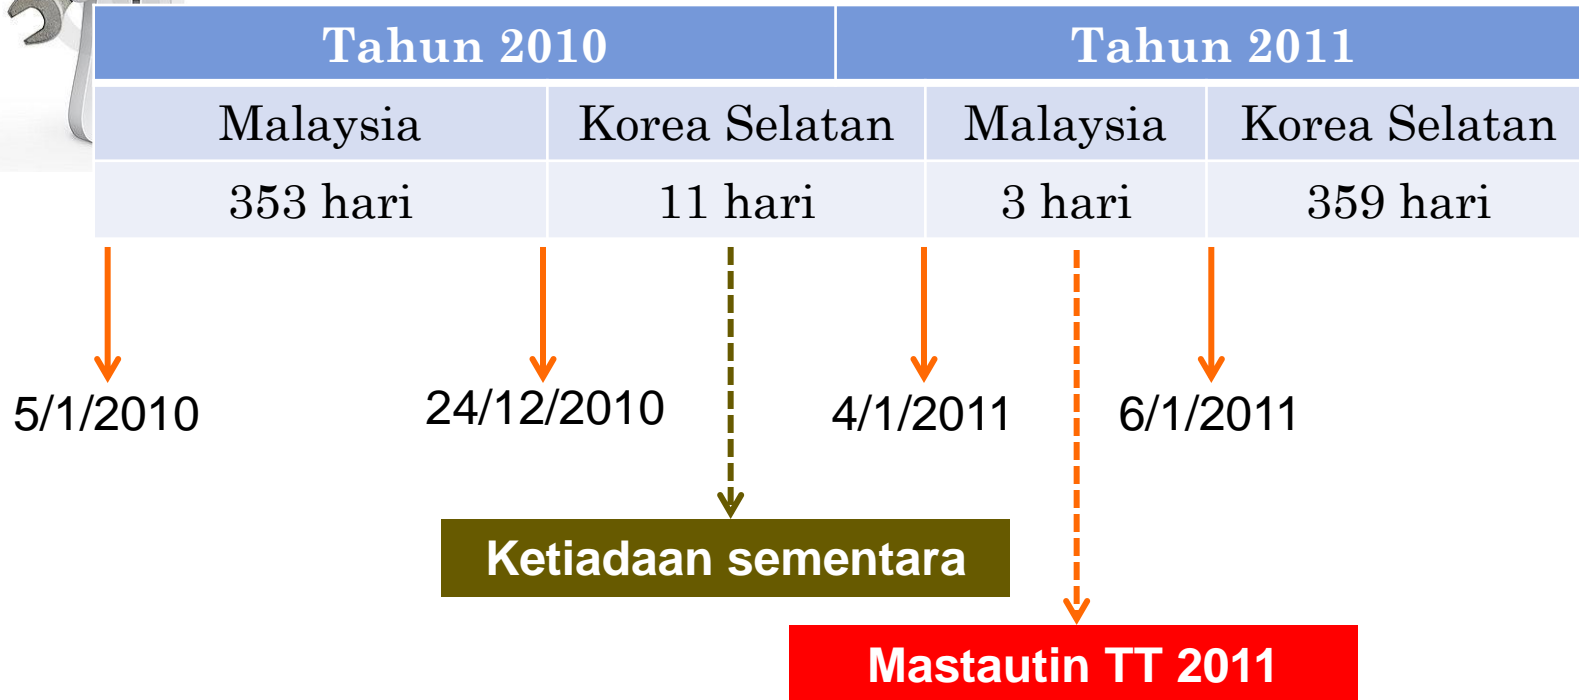 Tahun 2010 Tahun 2011
Malaysia Korea Selatan Malaysia Korea Selatan
353 hari 11 hari 3 hari 359 hari
5/1/2010 24/12/2010 4/1/2011 6/1/2011
Ketiadaan sementara
Mastautin TT 2011